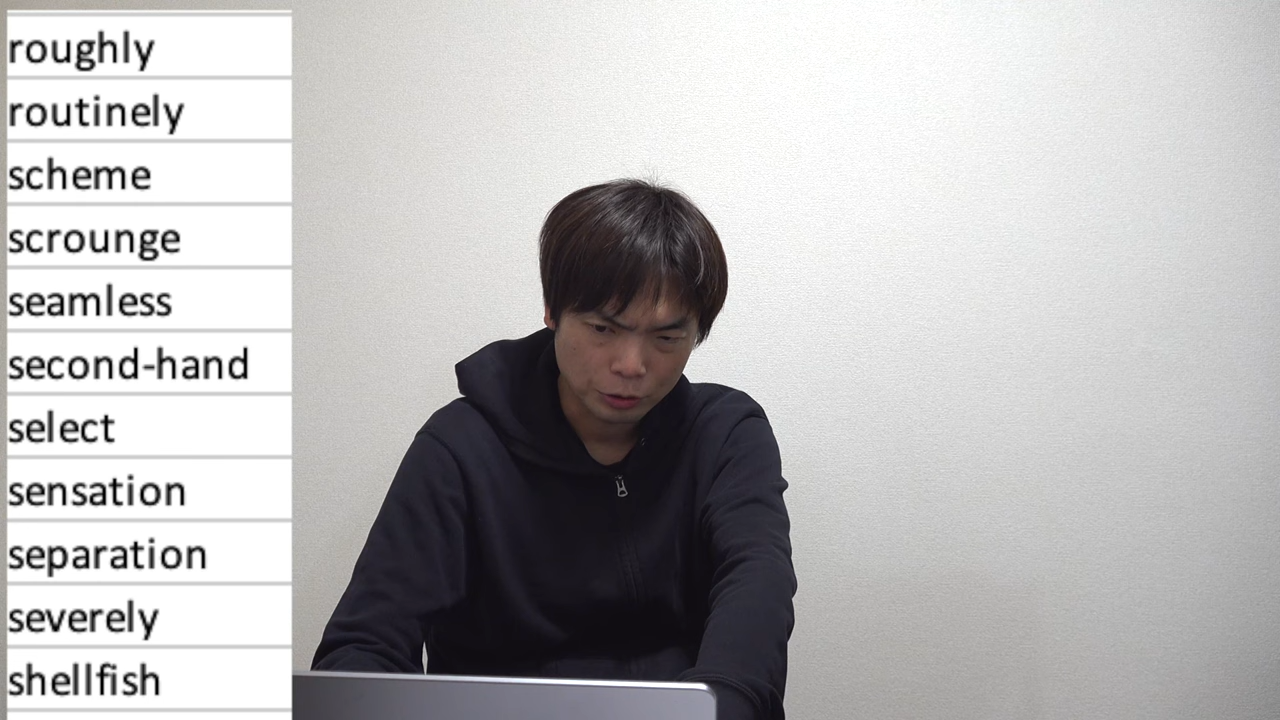 roughly
routinely
scheme
scrounge
seamless
second-hand
select
sensation
separation
severely
shellfish